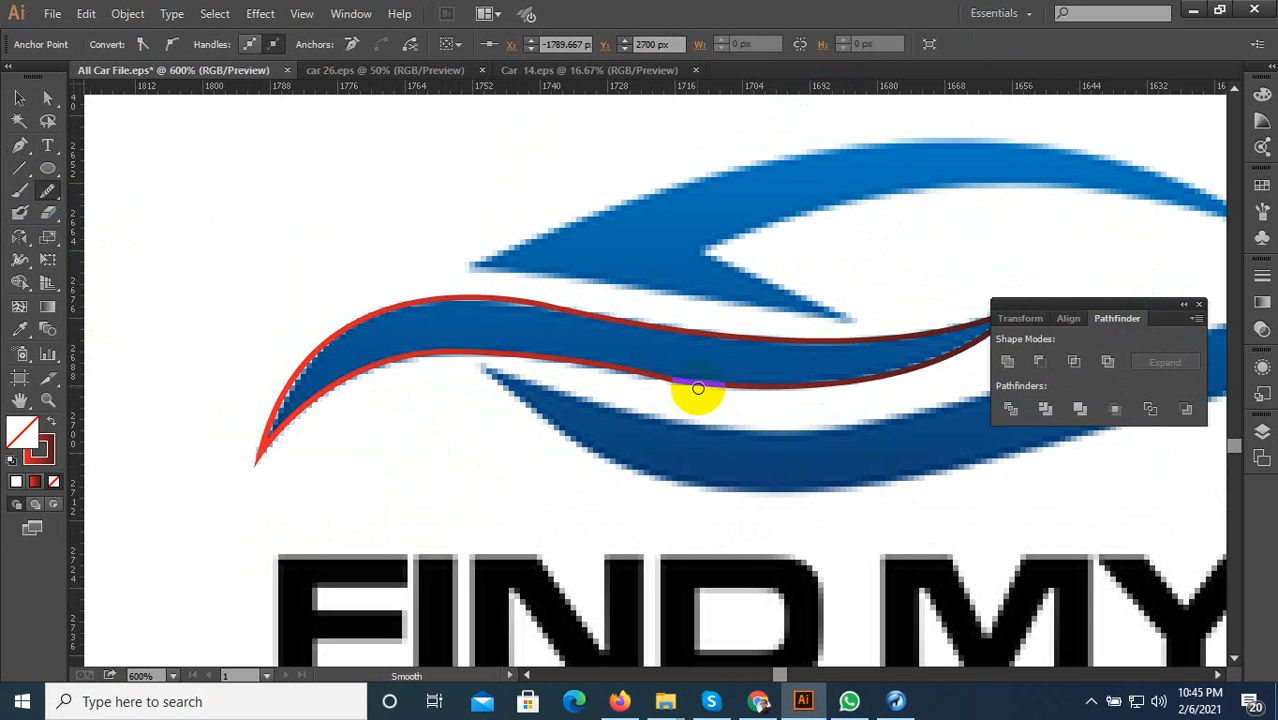 Ai File Edit Object Type Select Effect View Window Help Br Essentials
Anchor Point Convert: Handles: Anchors: X: -1789.667 p Y: 2700 px W: 0 px H: 0 px
All Car File.eps* @ 600% (RGB/Preview) × car 26.eps @ 50% (RGB/Preview) × Car 14.eps @ 16.67% (RGB/Preview) ×
1812 1800 1788 1776 1764 1752 1740 1728 1716 1704 1692 1680 1668 1656 1644 1632
Transform Align Pathfinder
Shape Modes:
Expand
Pathfinders:
FIND MY
600% 1 Smooth
Type here to search
Ai
10:45 PM
2/6/2021
20